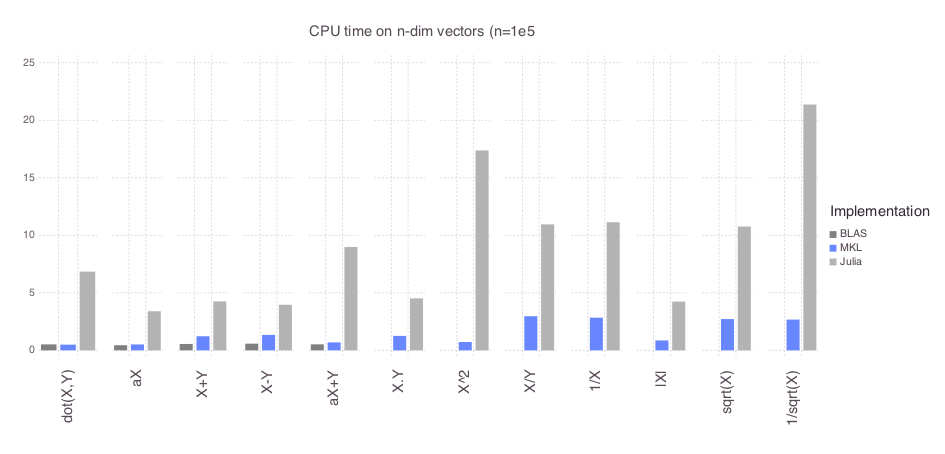 CPU time on n-dim vectors (n=1e5
25
20
15
10
5
0
dot(X,Y)
aX
X+Y
X-Y
aX+Y
X.Y
X^2
X/Y
1/X
|X|
sqrt(X)
1/sqrt(X)
Implementation
BLAS
MKL
Julia